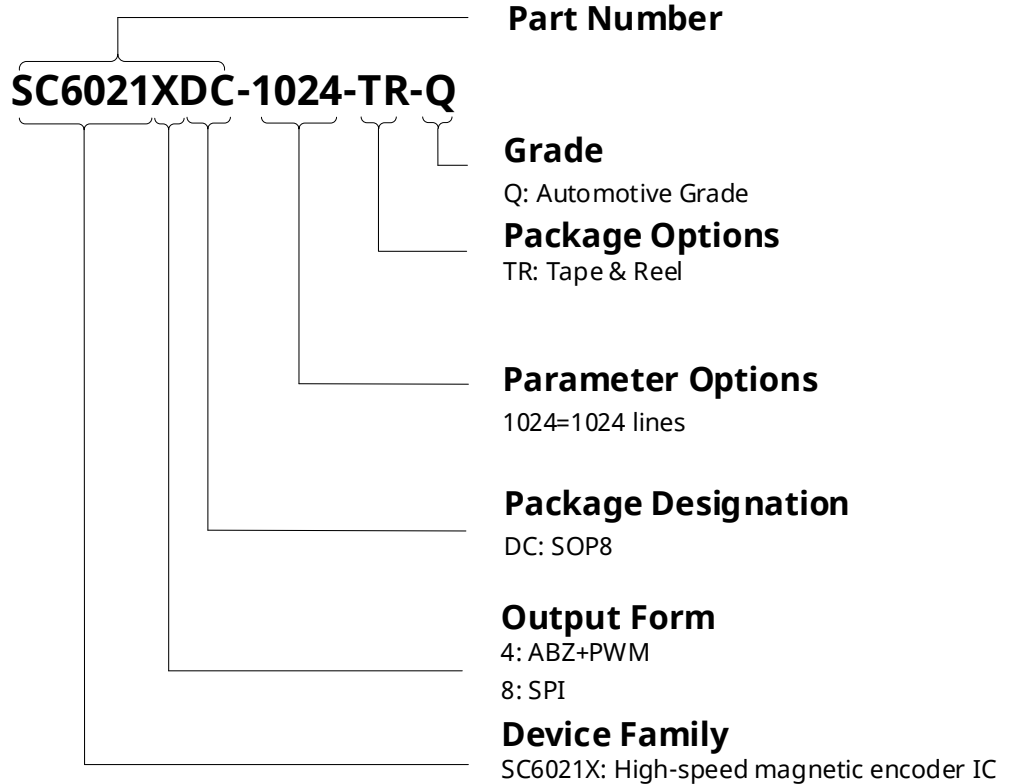 Part Number
SC6021XDC-1024-TR-Q
Grade
Q: Automotive Grade
Package Options
TR: Tape & Reel
Parameter Options
1024=1024 lines
Package Designation
DC: SOP8
Output Form
4: ABZ+PWM
8: SPI
Device Family
SC6021X: High-speed magnetic encoder IC